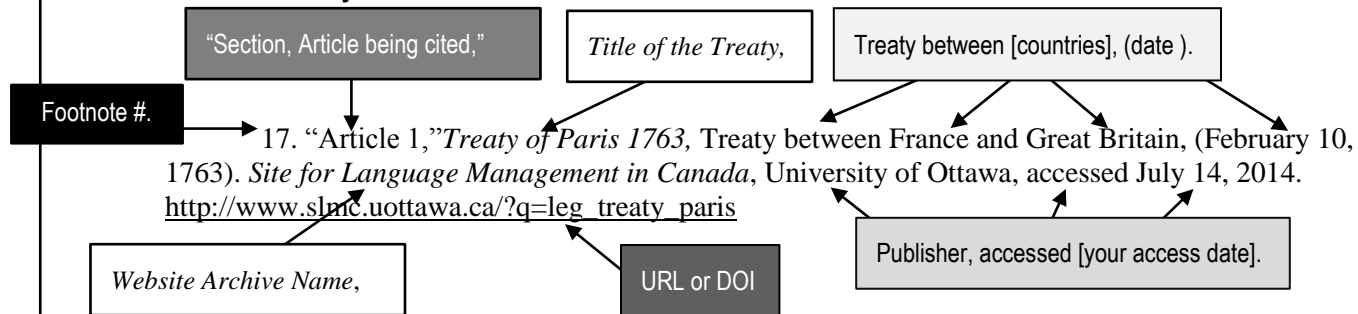 “Section, Article being cited,”
Title of the Treaty,
Treaty between [countries], (date ).
Footnote #.
17. “Article 1,”Treaty of Paris 1763, Treaty between France and Great Britain, (February 10,
1763). Site for Language Management in Canada, University of Ottawa, accessed July 14, 2014.
http://www.slmc.uottawa.ca/?q=leg_treaty_paris
Website Archive Name,
URL or DOI
Publisher, accessed [your access date].